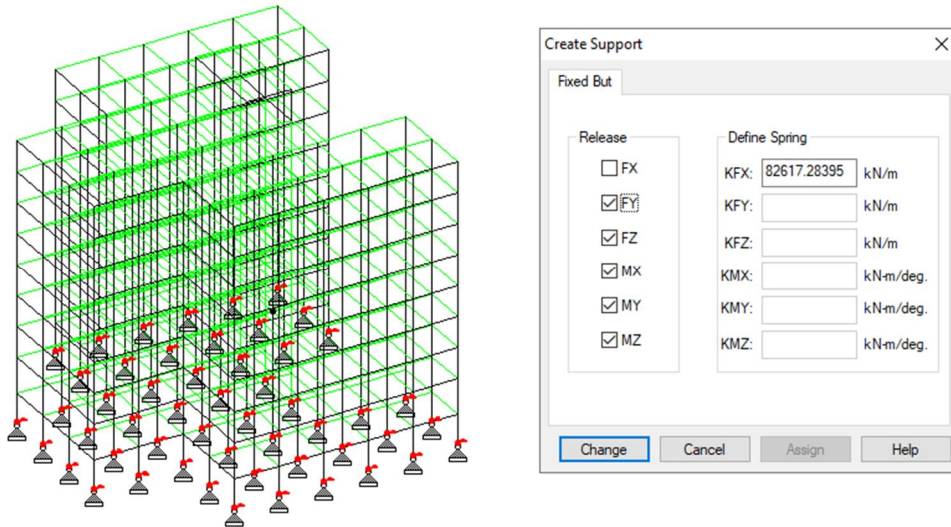 Create Support
Fixed But
Release
FX
FY
FZ
MX
MY
MZ
Define Spring
KFX: 82617.28395 kN/m
KFY: kN/m
KFZ: kN/m
KMX: kN-m/deg.
KMY: kN-m/deg.
KMZ: kN-m/deg.
Change Cancel Assign Help